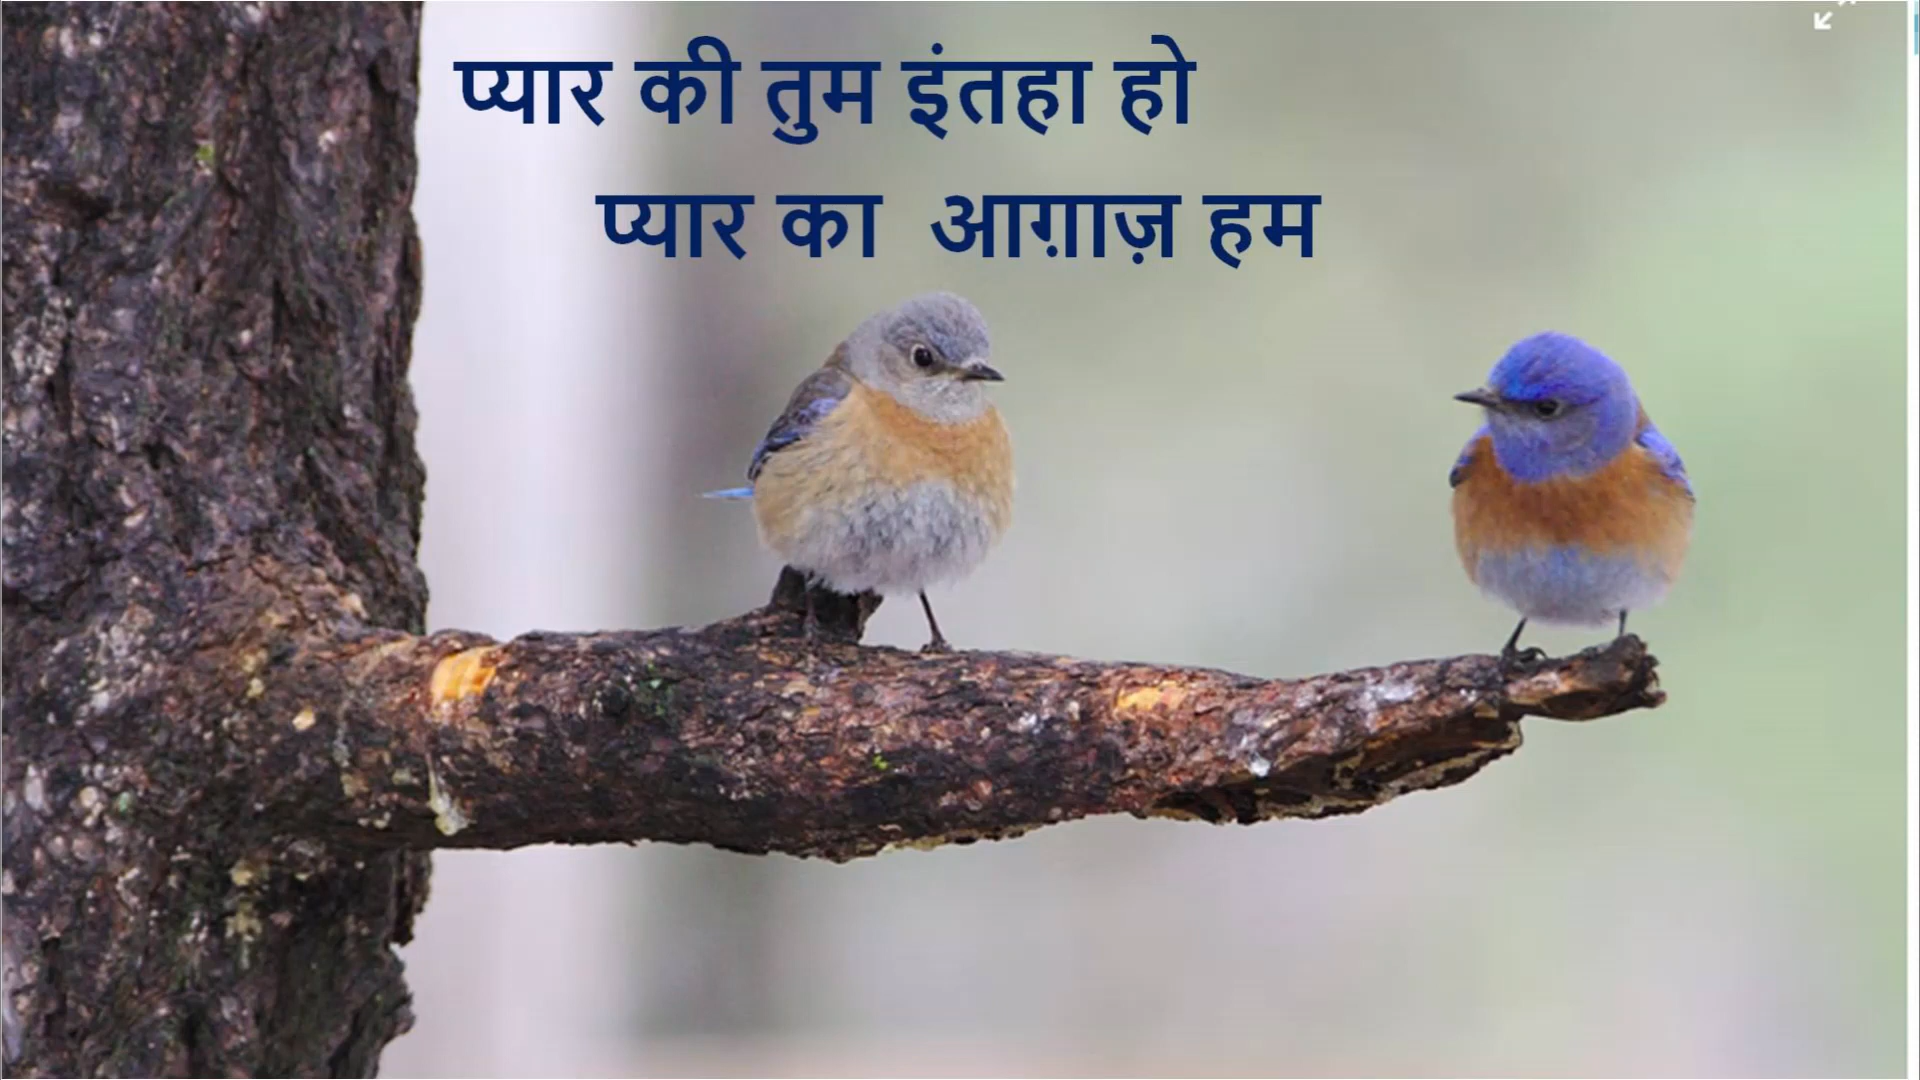 प्यार की तुम इंतहा हो
प्यार का आग़ाज़ हम